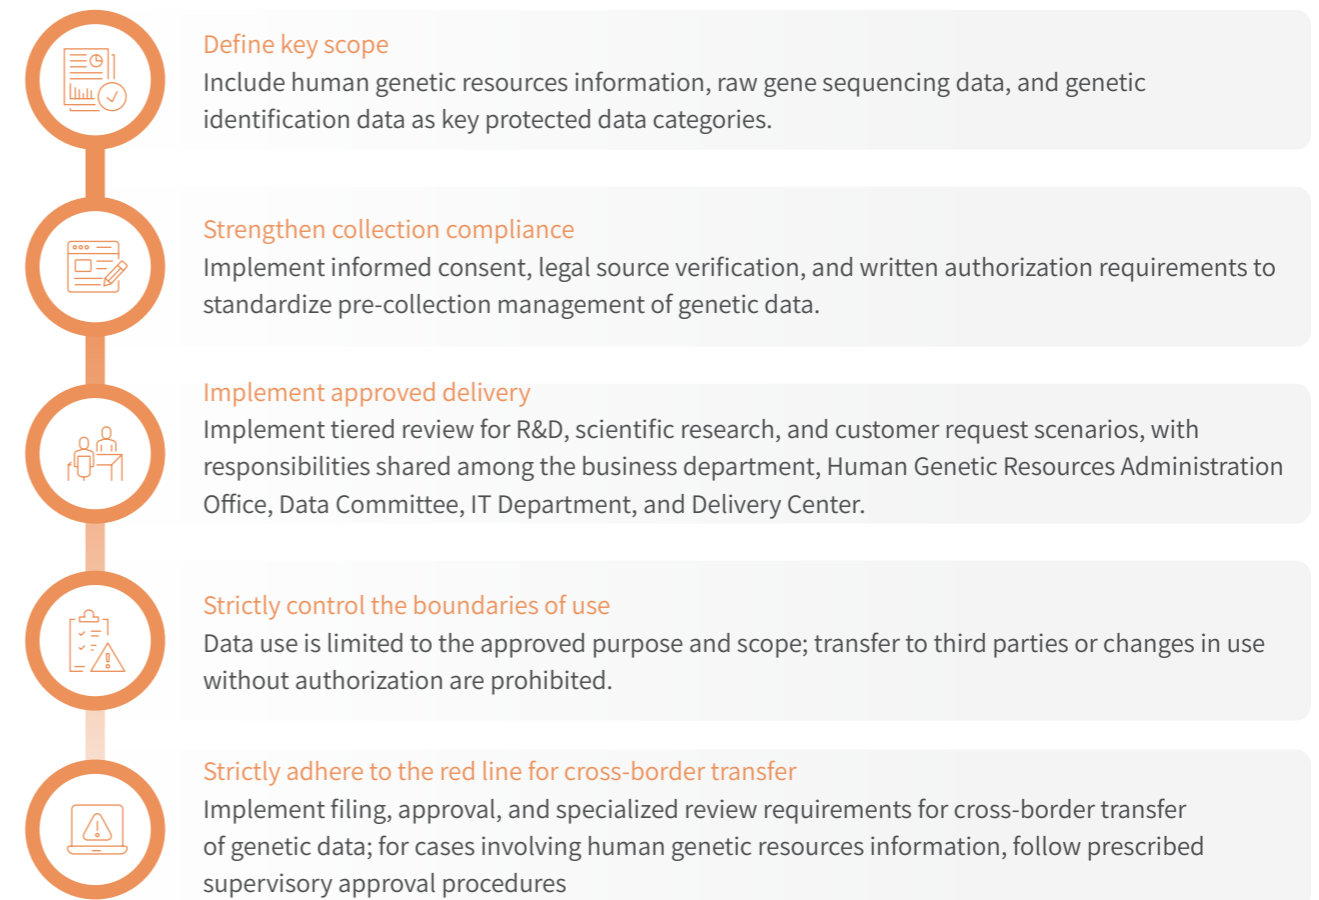 Define key scope
Include human genetic resources information, raw gene sequencing data, and genetic
identification data as key protected data categories.
Strengthen collection compliance
Implement informed consent, legal source verification, and written authorization requirements to
standardize pre-collection management of genetic data.
Implement approved delivery
Implement tiered review for R&D, scientific research, and customer request scenarios, with
responsibilities shared among the business department, Human Genetic Resources Administration
Office, Data Committee, IT Department, and Delivery Center.
Strictly control the boundaries of use
Data use is limited to the approved purpose and scope; transfer to third parties or changes in use
without authorization are prohibited.
Strictly adhere to the red line for cross-border transfer
Implement filing, approval, and specialized review requirements for cross-border transfer
of genetic data; for cases involving human genetic resources information, follow prescribed
supervisory approval procedures